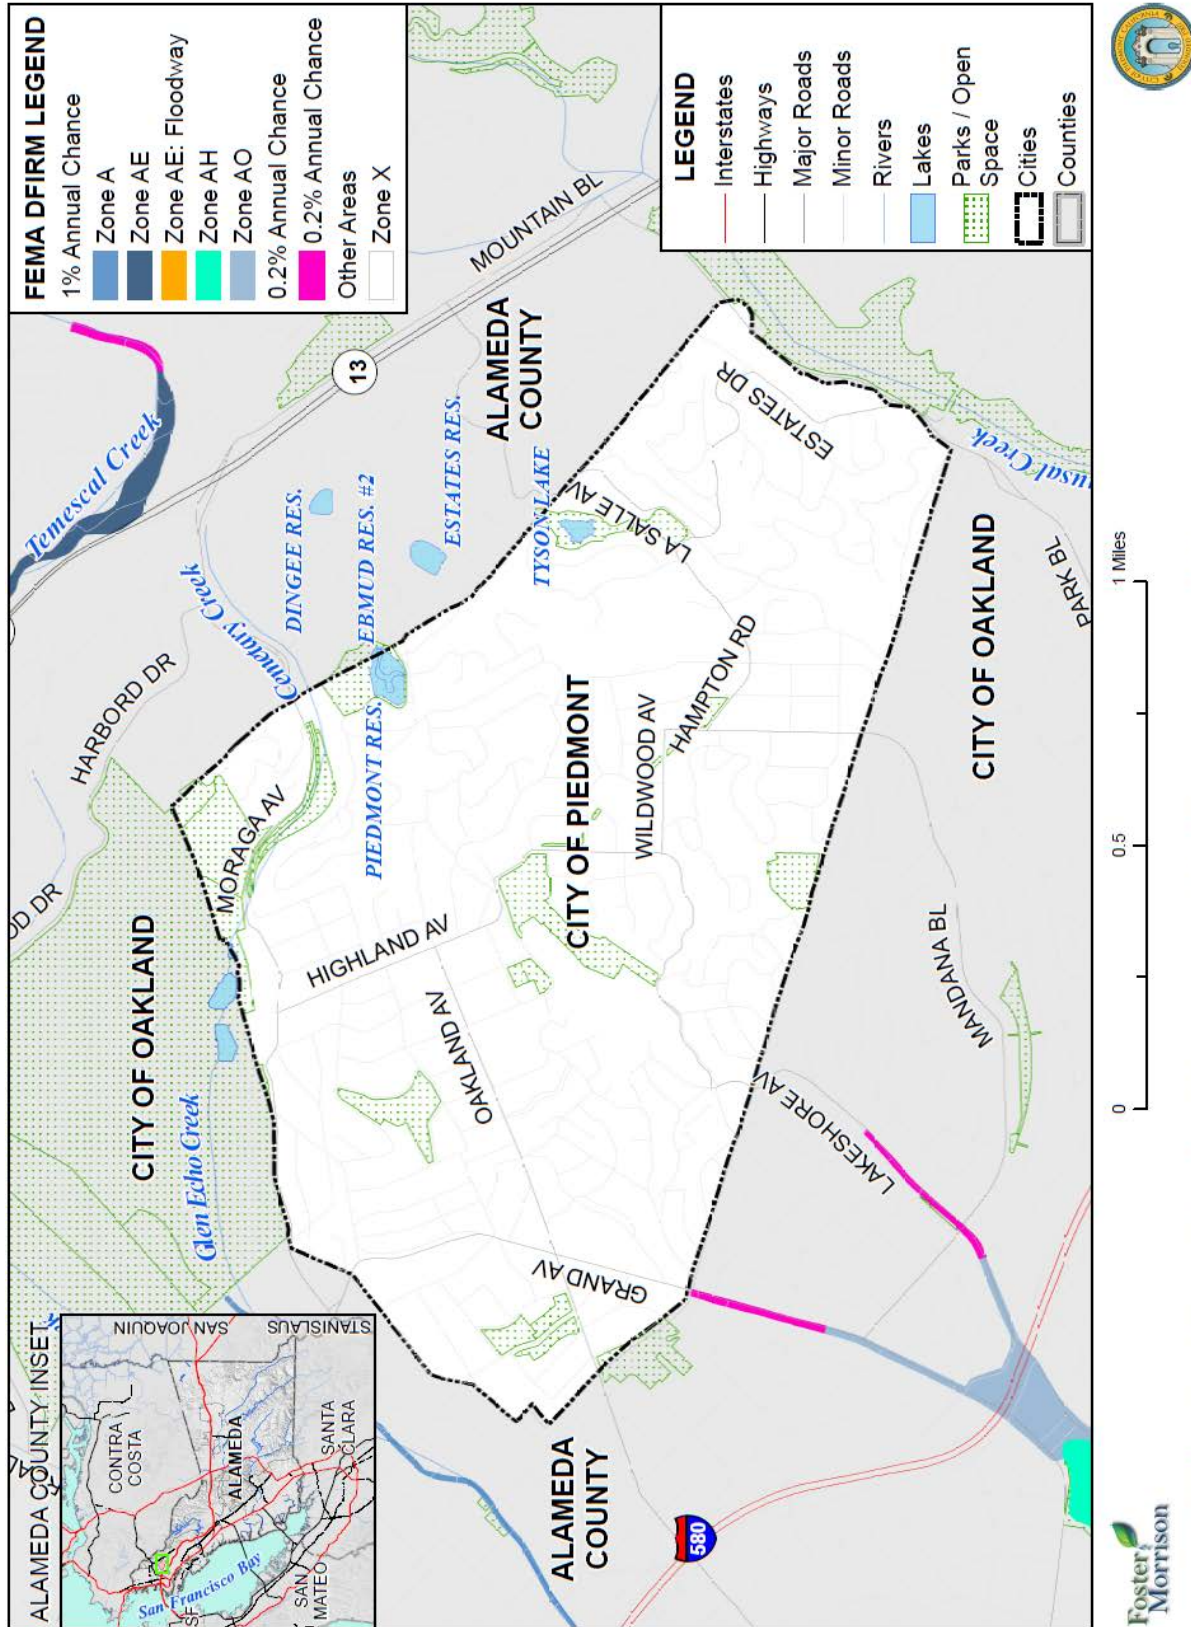 ALAMEDA COUNTY INSET
CONTRA
COSTA
SAN JOAQUIN
STANISLAUS
ALAMEDA
SANTA
CLARA
SAN
MATEO
SF
San Francisco Bay
FEMA DFIRM LEGEND
1% Annual Chance
Zone A
Zone AE
Zone AE: Floodway
Zone AH
Zone AO
0.2% Annual Chance
0.2% Annual Chance
Other Areas
Zone X
LEGEND
Interstates
Highways
Major Roads
Minor Roads
Rivers
Lakes
Parks / Open
Space
Cities
Counties
CITY OF OAKLAND
Glen Echo Creek
HARBORD DR
Cemetary Creek
Temescal Creek
13
MOUNTAIN BL
MORAGA AV
DINGEE RES.
PIEDMONT RES.
EBMUD RES. #2
ESTATES RES.
ALAMEDA
COUNTY
TYSON LAKE
HIGHLAND AV
OAKLAND AV
LA SALLE AV
ESTATES DR
CITY OF PIEDMONT
WILDWOOD AV
HAMPTON RD
GRAND AV
ALAMEDA
COUNTY
580
LAKESHORE AV
MANDANA BL
CITY OF OAKLAND
PARK BL
usal Creek
0
0.5
1 Miles
Foster
Morrison